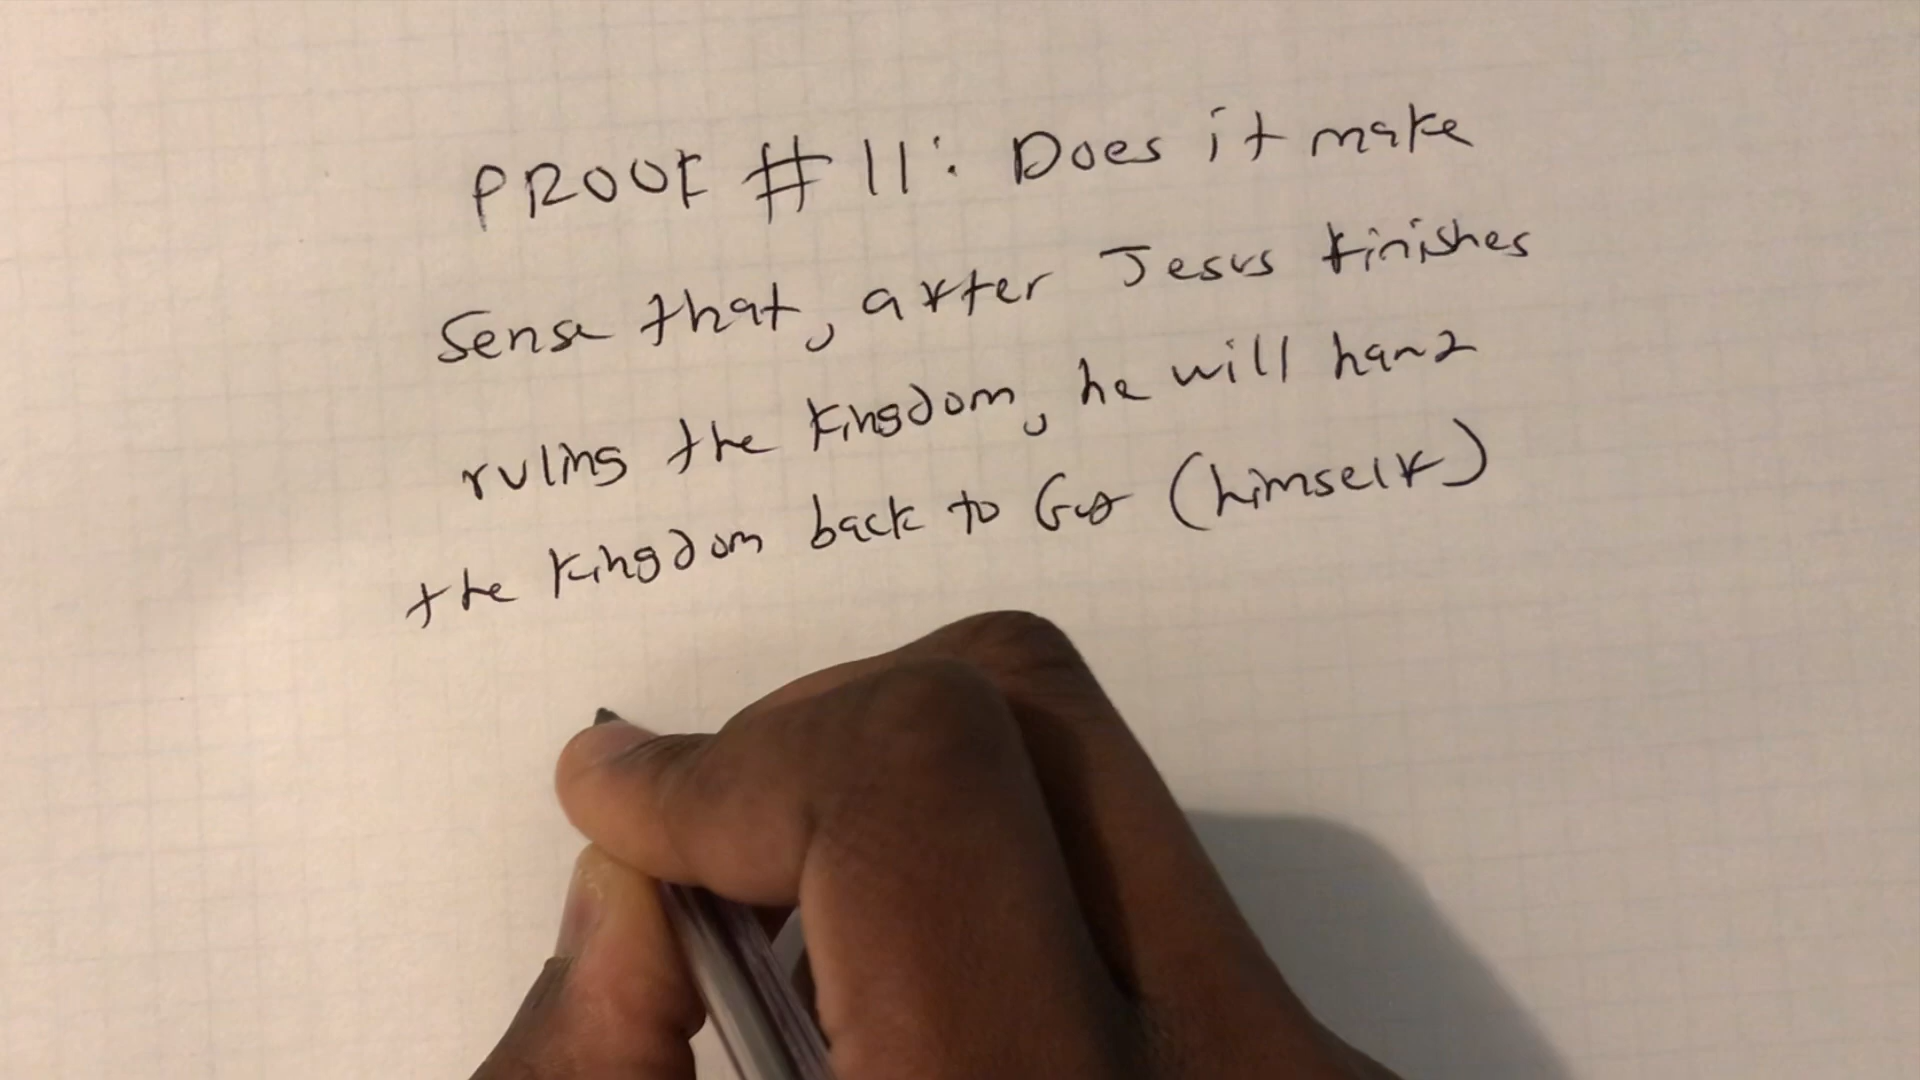 PROOF #11: Does it make
Sense that, after Jesus finishes
ruling the Kingdom, he will hand
the Kingdom back to God (himself)